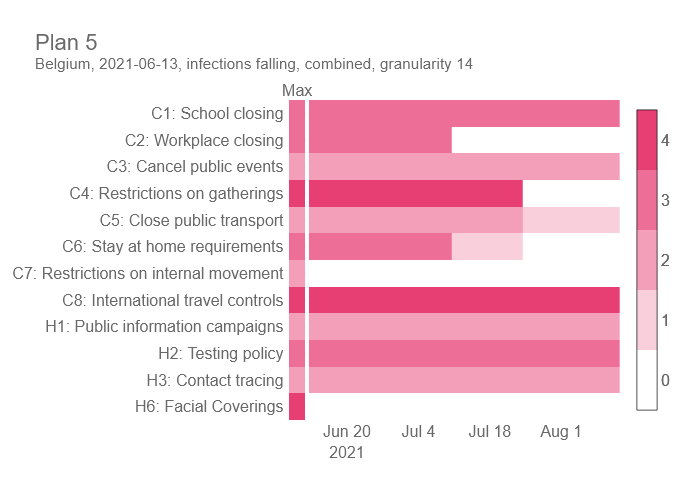 Plan 5
Belgium, 2021-06-13, infections falling, combined, granularity 14
Max
C1: School closing
C2: Workplace closing
C3: Cancel public events
C4: Restrictions on gatherings
C5: Close public transport
C6: Stay at home requirements
C7: Restrictions on internal movement
C8: International travel controls
H1: Public information campaigns
H2: Testing policy
H3: Contact tracing
H6: Facial Coverings
Jun 20 Jul 4 Jul 18 Aug 1
2021
4
3
2
1
0